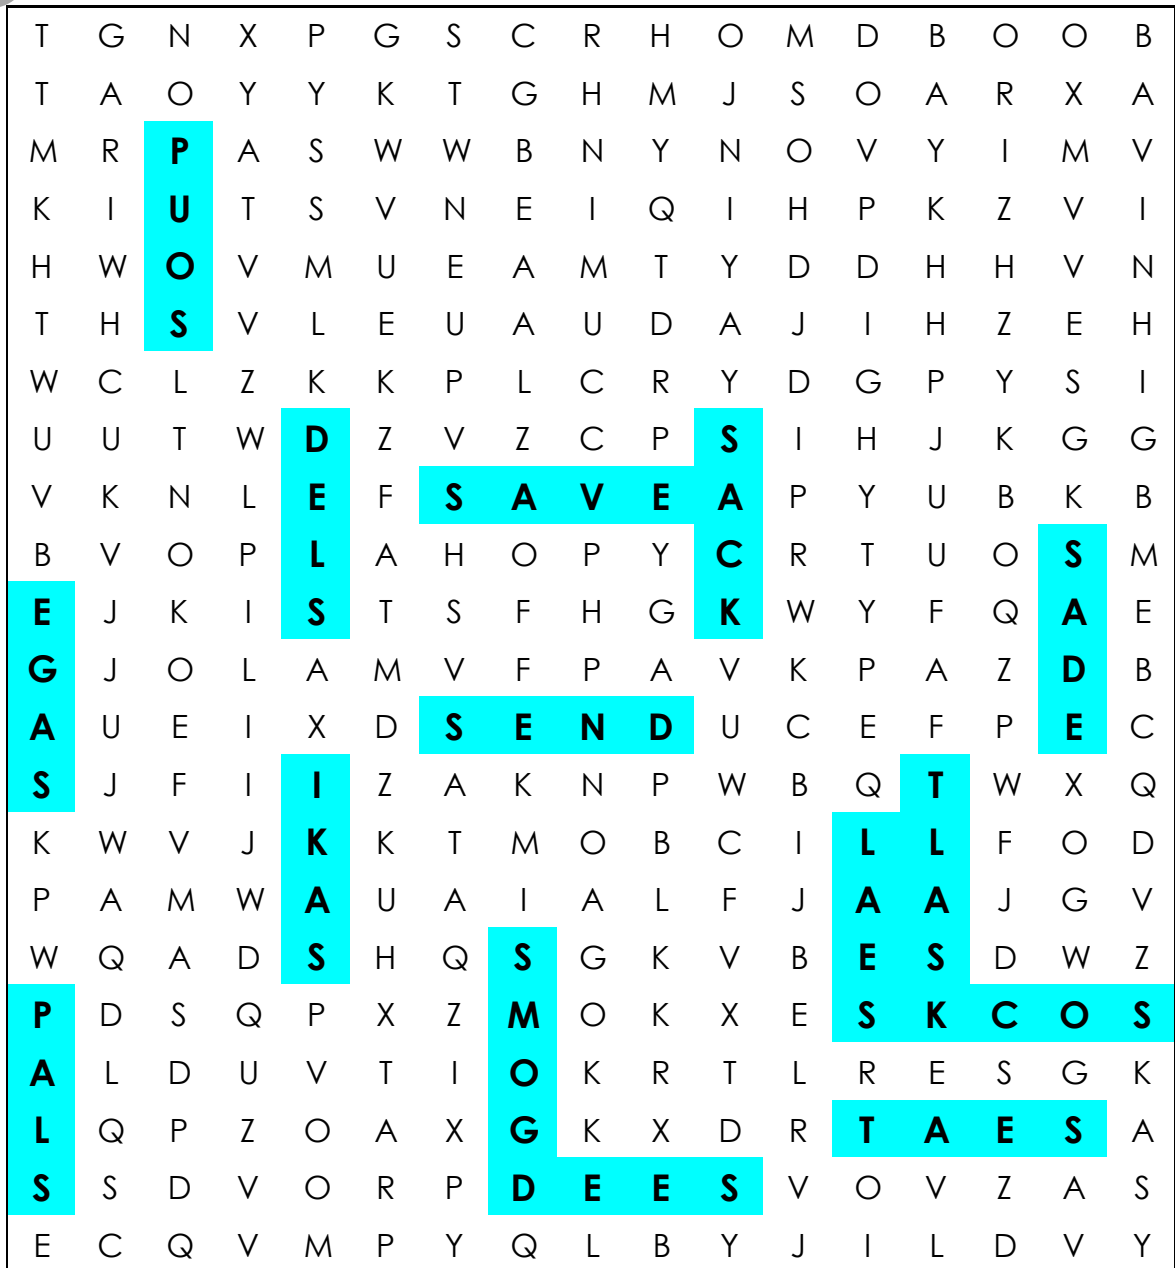 T G N X P G S C R H O M D B O O B
T A O Y Y K T G H M J S O A R X A
M R P A S W W B N Y N O V Y I M V
K I U T S V N E I Q I H P K Z V I
H W O V M U E A M T Y D D H H V N
T H S V L E U A U D A J I H Z E H
W C L Z K K P L C R Y D G P Y S I
U U T W D Z V Z C P S I H J K G G
V K N L E F S A V E A P Y U B K B
B V O P L A H O P Y C R T U O S M
E J K I S T S F H G K W Y F Q A E
G J O L A M V F P A V K P A Z D B
A U E I X D S E N D U C E F P E C
S J F I I Z A K N P W B Q T W X Q
K W V J K K T M O B C I L L F O D
P A M W A U A I A L F J A A J G V
W Q A D S H Q S G K V B E S D W Z
P D S Q P X Z M O K X E S K C O S
A L D U V T I O K R T L R E S G K
L Q P Z O A X G K X D R T A E S A
S S D V O R P D E E S V O V Z A S
E C Q V M P Y Q L B Y J I L D V Y